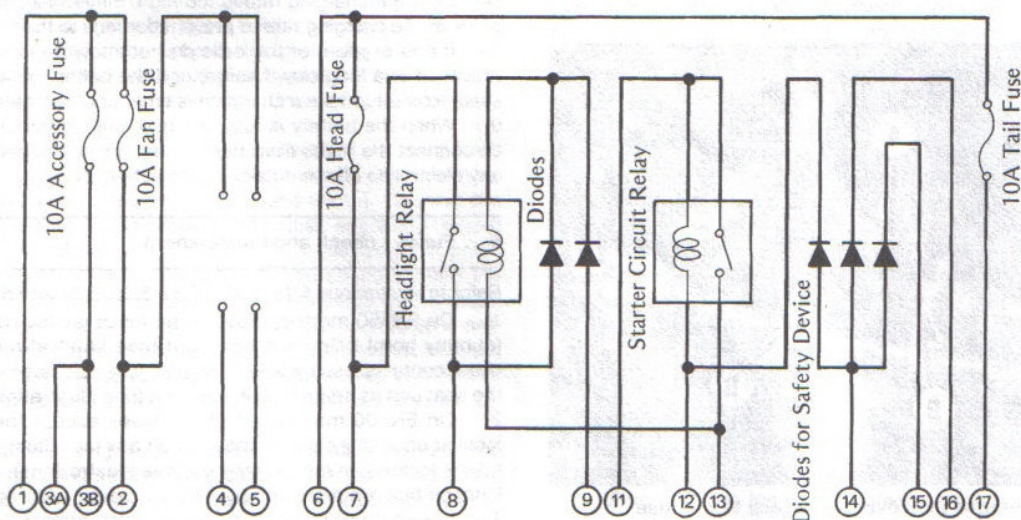 10A Accessory Fuse
10A Fan Fuse
10A Head Fuse
Headlight Relay
Diodes
Starter Circuit Relay
Diodes for Safety Device
10A Tail Fuse
1 3A 3B 2 4 5 6 7 8 9 11 12 13 14 15 16 17